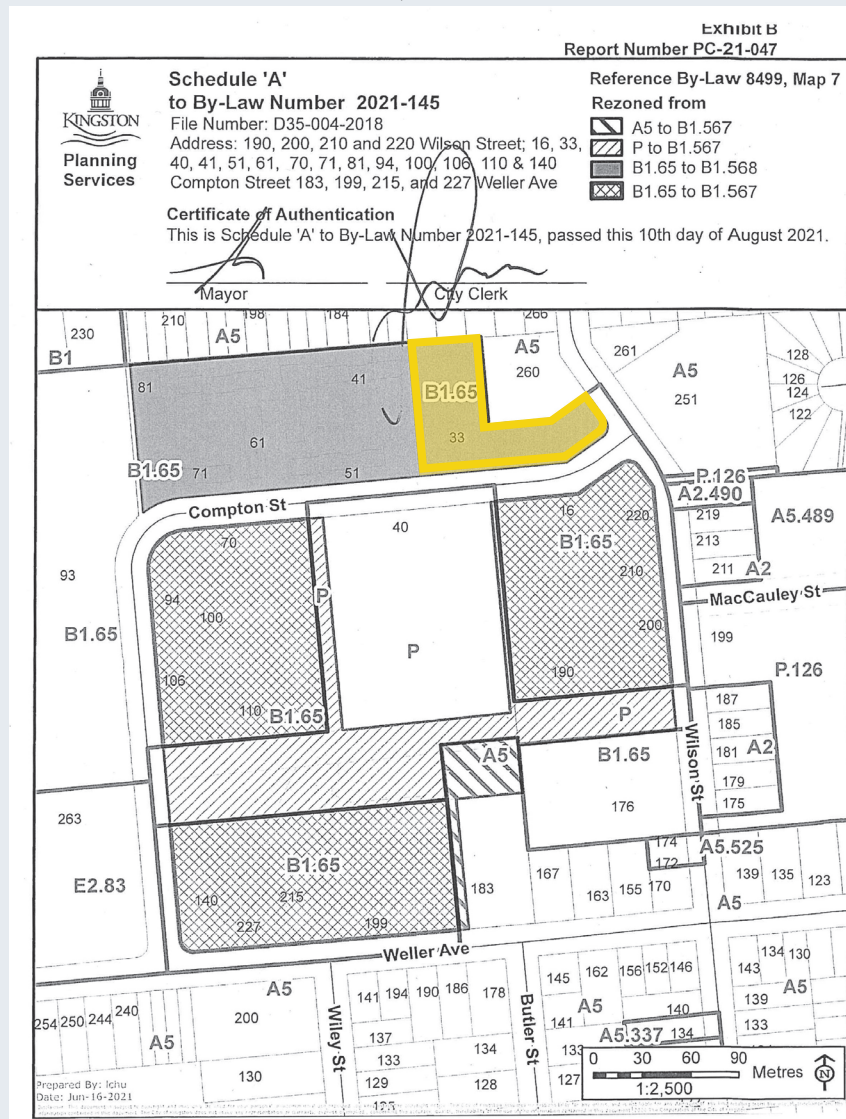 Exhibit B
Report Number PC-21-047
KINGSTON
Planning
Services
Schedule 'A'
to By-Law Number 2021-145
File Number: D35-004-2018
Address: 190, 200, 210 and 220 Wilson Street; 16, 33,
40, 41, 51, 61, 70, 71, 81, 94, 100, 106, 110 & 140
Compton Street 183, 199, 215, and 227 Weller Ave
Certificate of Authentication
This is Schedule 'A' to By-Law Number 2021-145, passed this 10th day of August 2021.
Mayor
City Clerk
Reference By-Law 8499, Map 7
Rezoned from
A5 to B1.567
P to B1.567
B1.65 to B1.568
B1.65 to B1.567
230
210
198
184
266
A5
B1
A5
260
261
A5
251
128
126
124
122
81
41
B1.65
33
61
71
51
B1.65
Compton St
P.126
A2.490
A5.489
219
213
211
A2
MacCauley St
40
16
220
B1.65
210
200
190
70
94
100
106
110
B1.65
P
P
93
B1.65
199
P.126
P
187
185
181
A2
179
175
Wilson St
A5
B1.65
176
263
E2.83
B1.65
140
215
227
199
183
167
163
155
170
174
172
A5.525
139
135
123
A5
Weller Ave
254
250
244
240
A5
A5
200
130
Wiley St
141
194
190
186
178
137
133
129
134
128
Butler St
145
162
156
152
146
A5
141
140
A5.337
134
133
127
143
134
130
A5
139
133
0 30 60 90
Metres
1:2,500
N
Prepared By: lchu
Date: Jun-16-2021